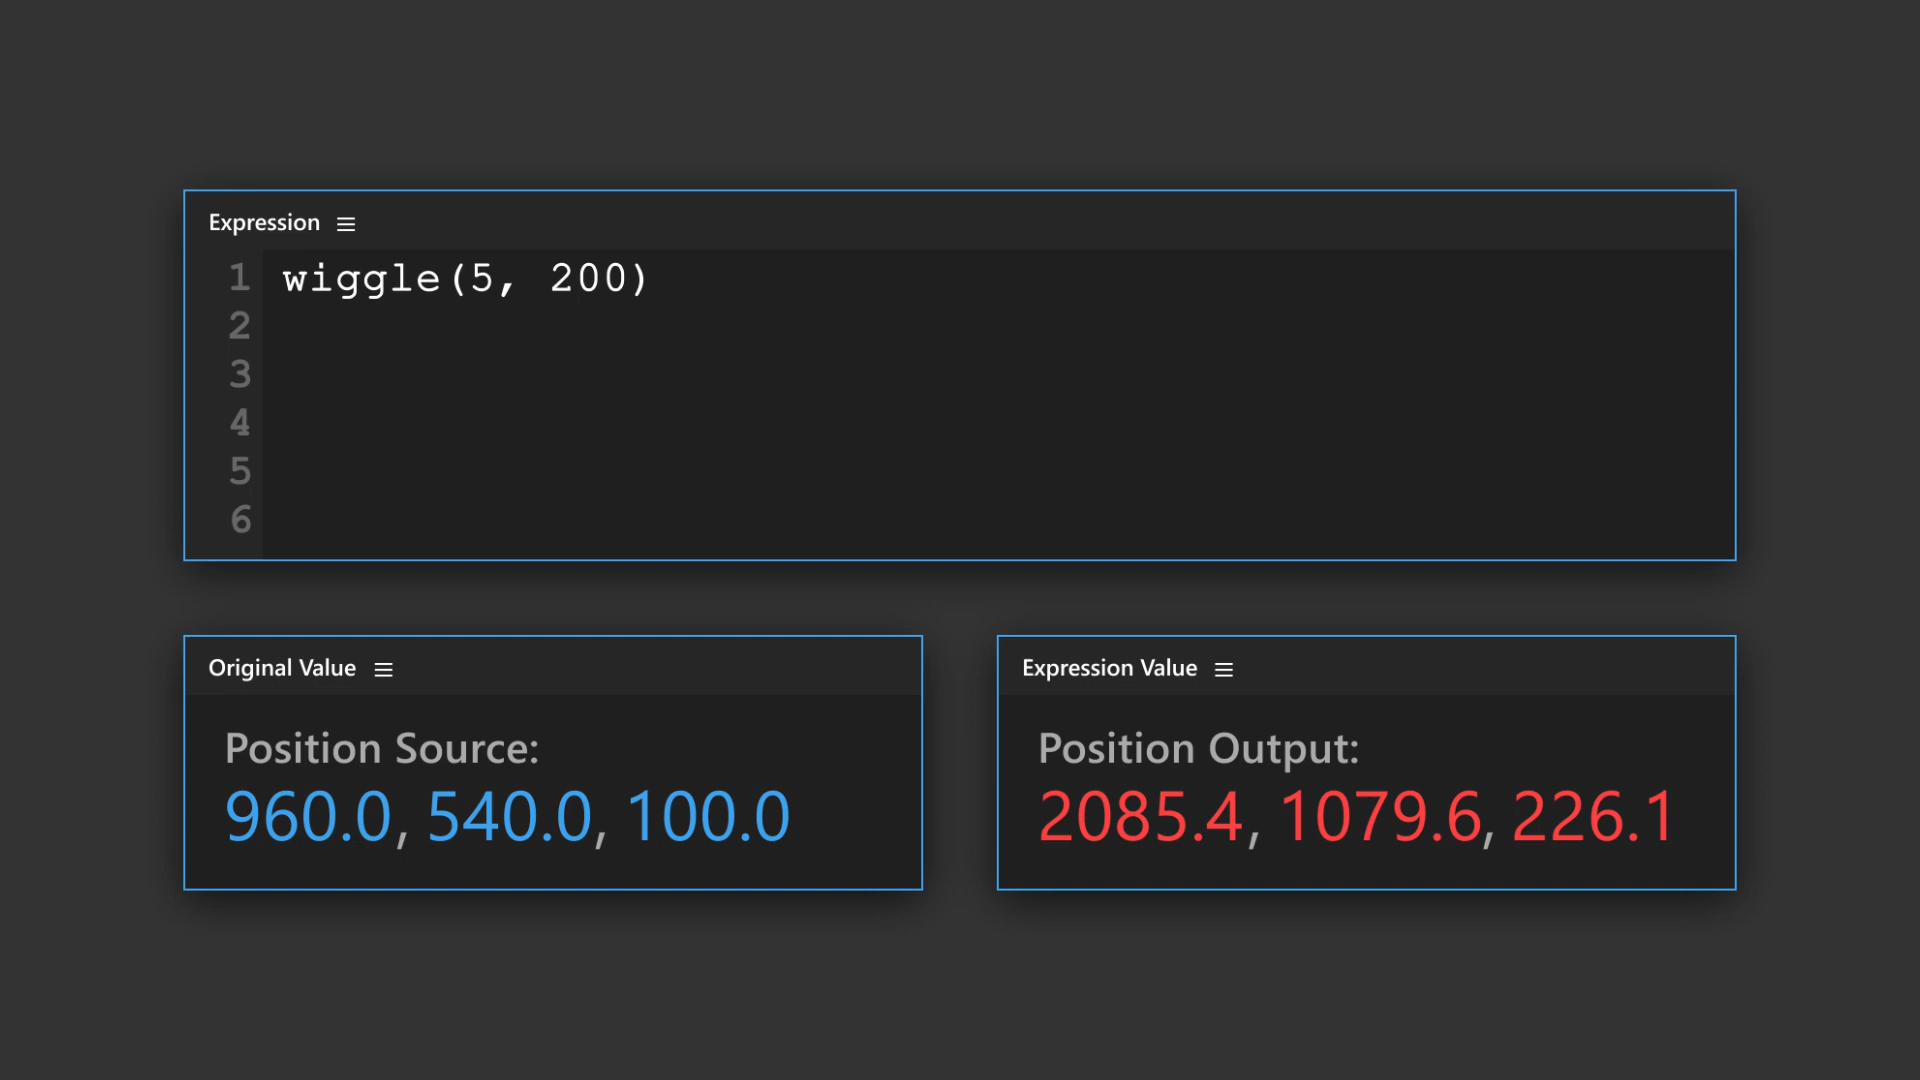 Expression
1 wiggle(5, 200)
2
3
4
5
6
Original Value
Position Source:
960.0, 540.0, 100.0
Expression Value
Position Output:
2085.4, 1079.6, 226.1